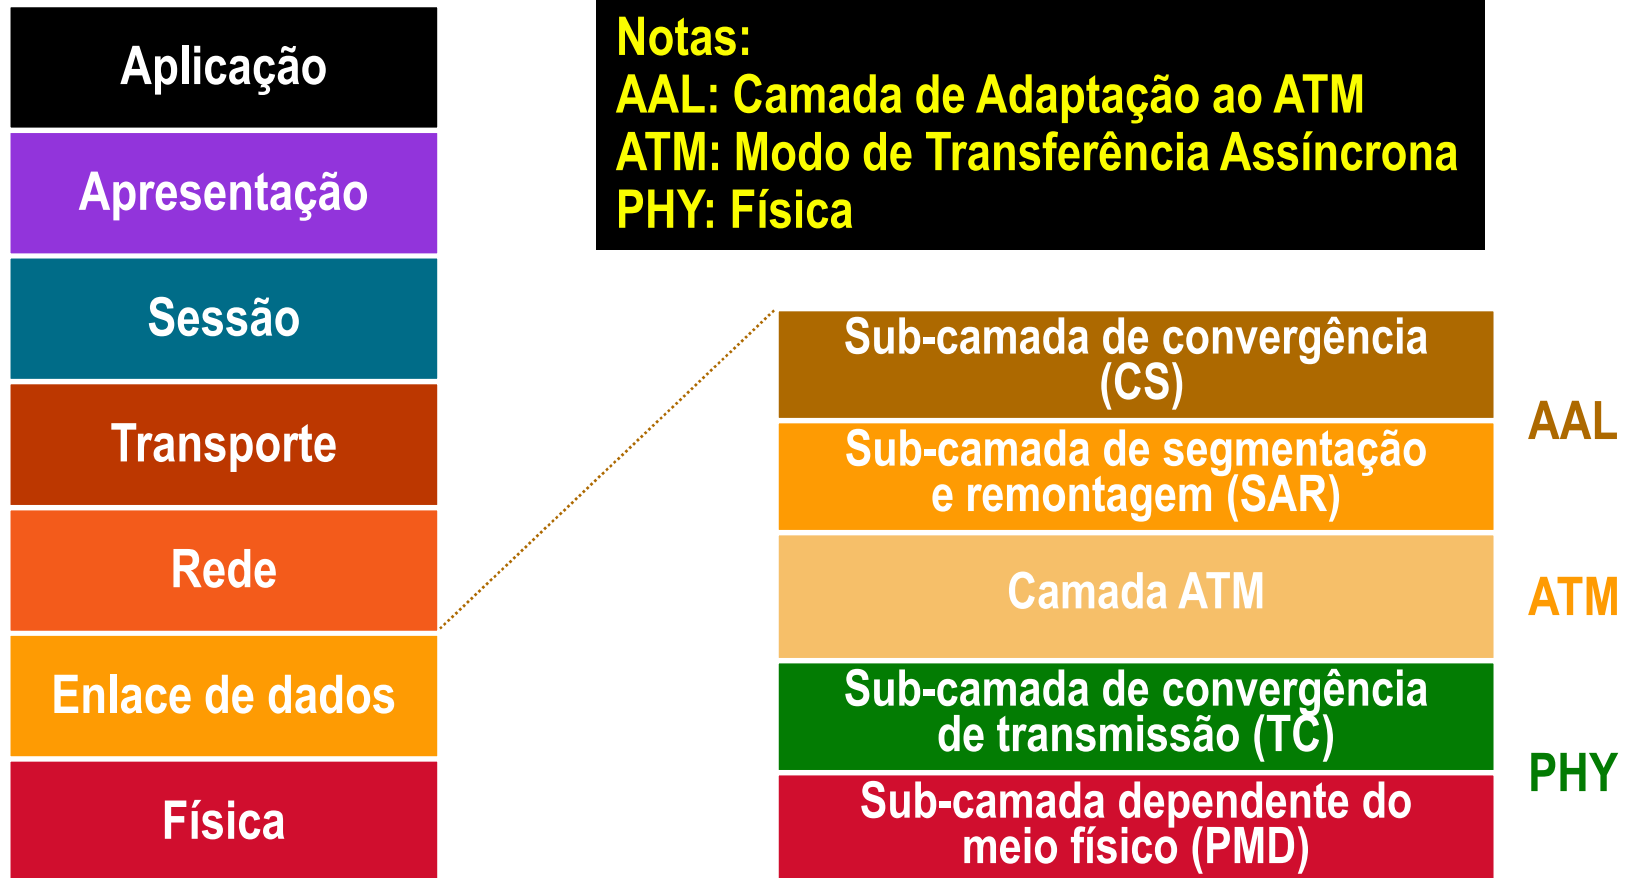 Aplicação
Apresentação
Sessão
Transporte
Rede
Enlace de dados
Física
Notas:
AAL: Camada de Adaptação ao ATM
ATM: Modo de Transferência Assíncrona
PHY: Física
Sub-camada de convergência
(CS)
Sub-camada de segmentação
e remontagem (SAR)
AAL
Camada ATM
ATM
Sub-camada de convergência
de transmissão (TC)
Sub-camada dependente do
meio físico (PMD)
PHY